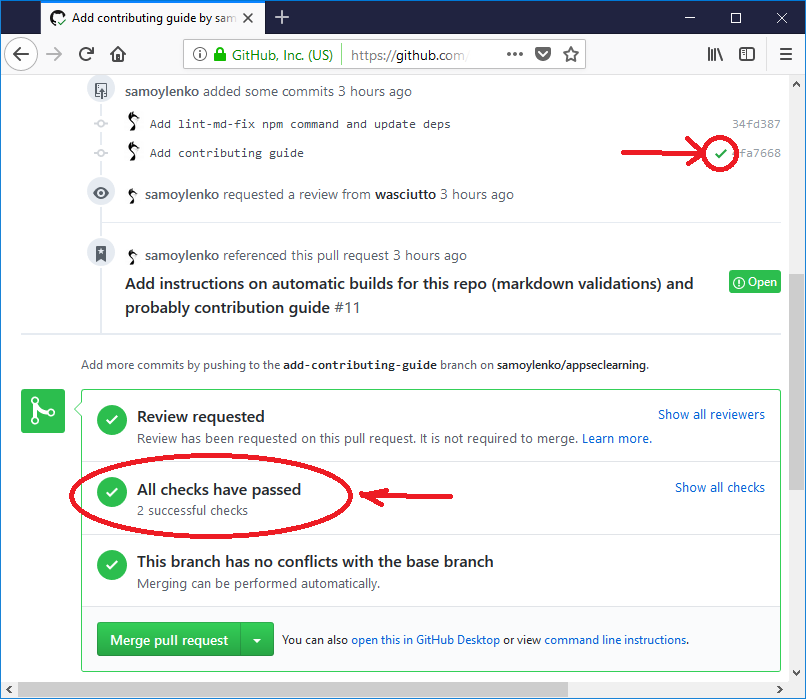 Add contributing guide by sam
GitHub, Inc. (US)
https://github.com/
samoylenko added some commits 3 hours ago
Add lint-md-fix npm command and update deps 34fd387
Add contributing guide fa7668
samoylenko requested a review from wasciutto 3 hours ago
samoylenko referenced this pull request 3 hours ago
Add instructions on automatic builds for this repo (markdown validations) and
probably contribution guide #11
Open
Add more commits by pushing to the add-contributing-guide branch on samoylenko/appseclearning.
Review requested
Show all reviewers
Review has been requested on this pull request. It is not required to merge. Learn more.
All checks have passed
Show all checks
2 successful checks
This branch has no conflicts with the base branch
Merging can be performed automatically.
Merge pull request
You can also open this in GitHub Desktop or view command line instructions.